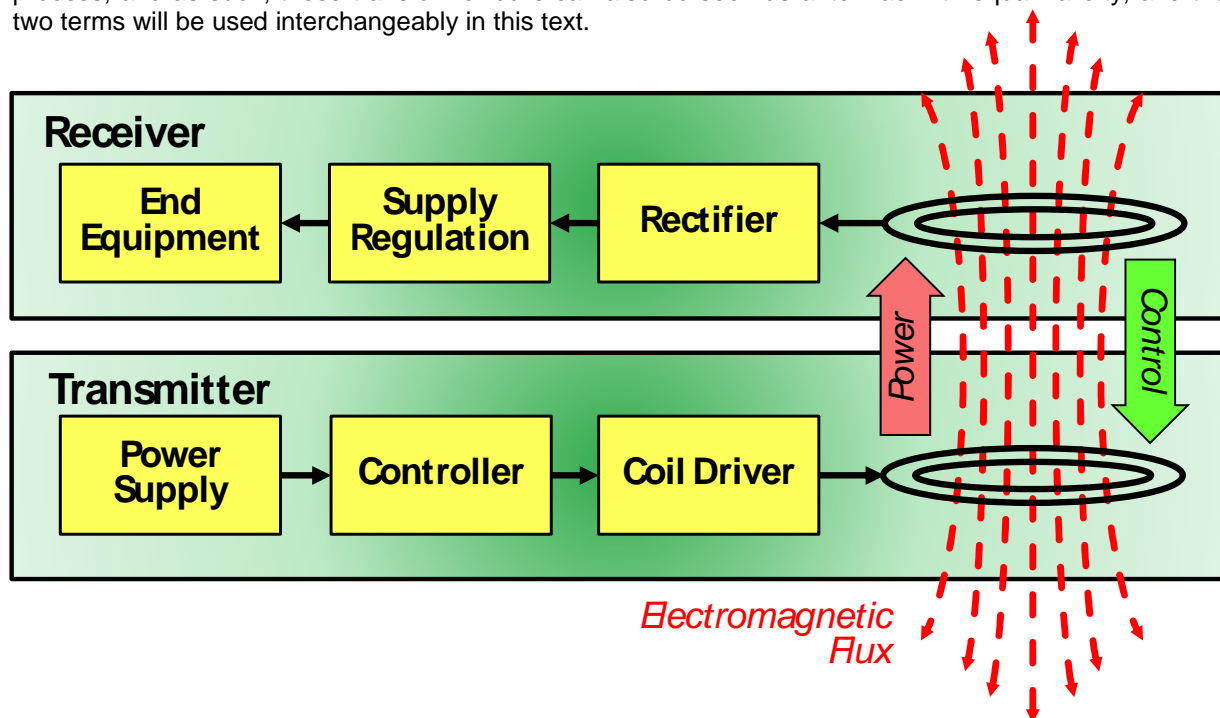 two terms will be used interchangeably in this text.
Receiver
End
Equipment
Supply
Regulation
Rectifier
Power
Control
Transmitter
Power
Supply
Controller
Coil Driver
Electromagnetic
Flux